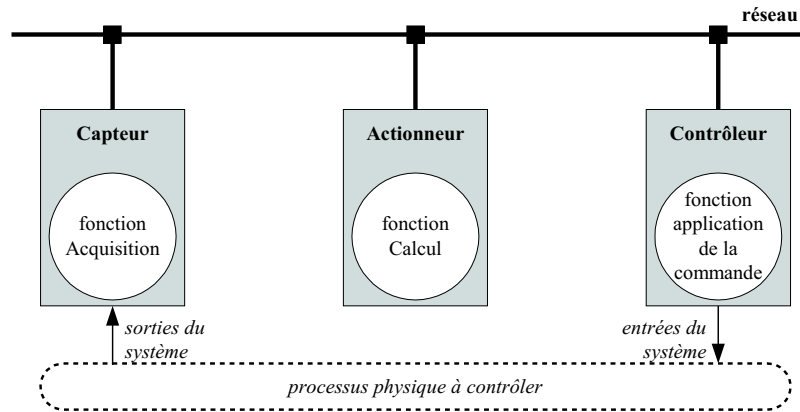 réseau
Capteur
fonction
Acquisition
Actionneur
fonction
Calcul
Contrôleur
fonction
application
de la
commande
sorties du
système
entrées du
système
processus physique à contrôler